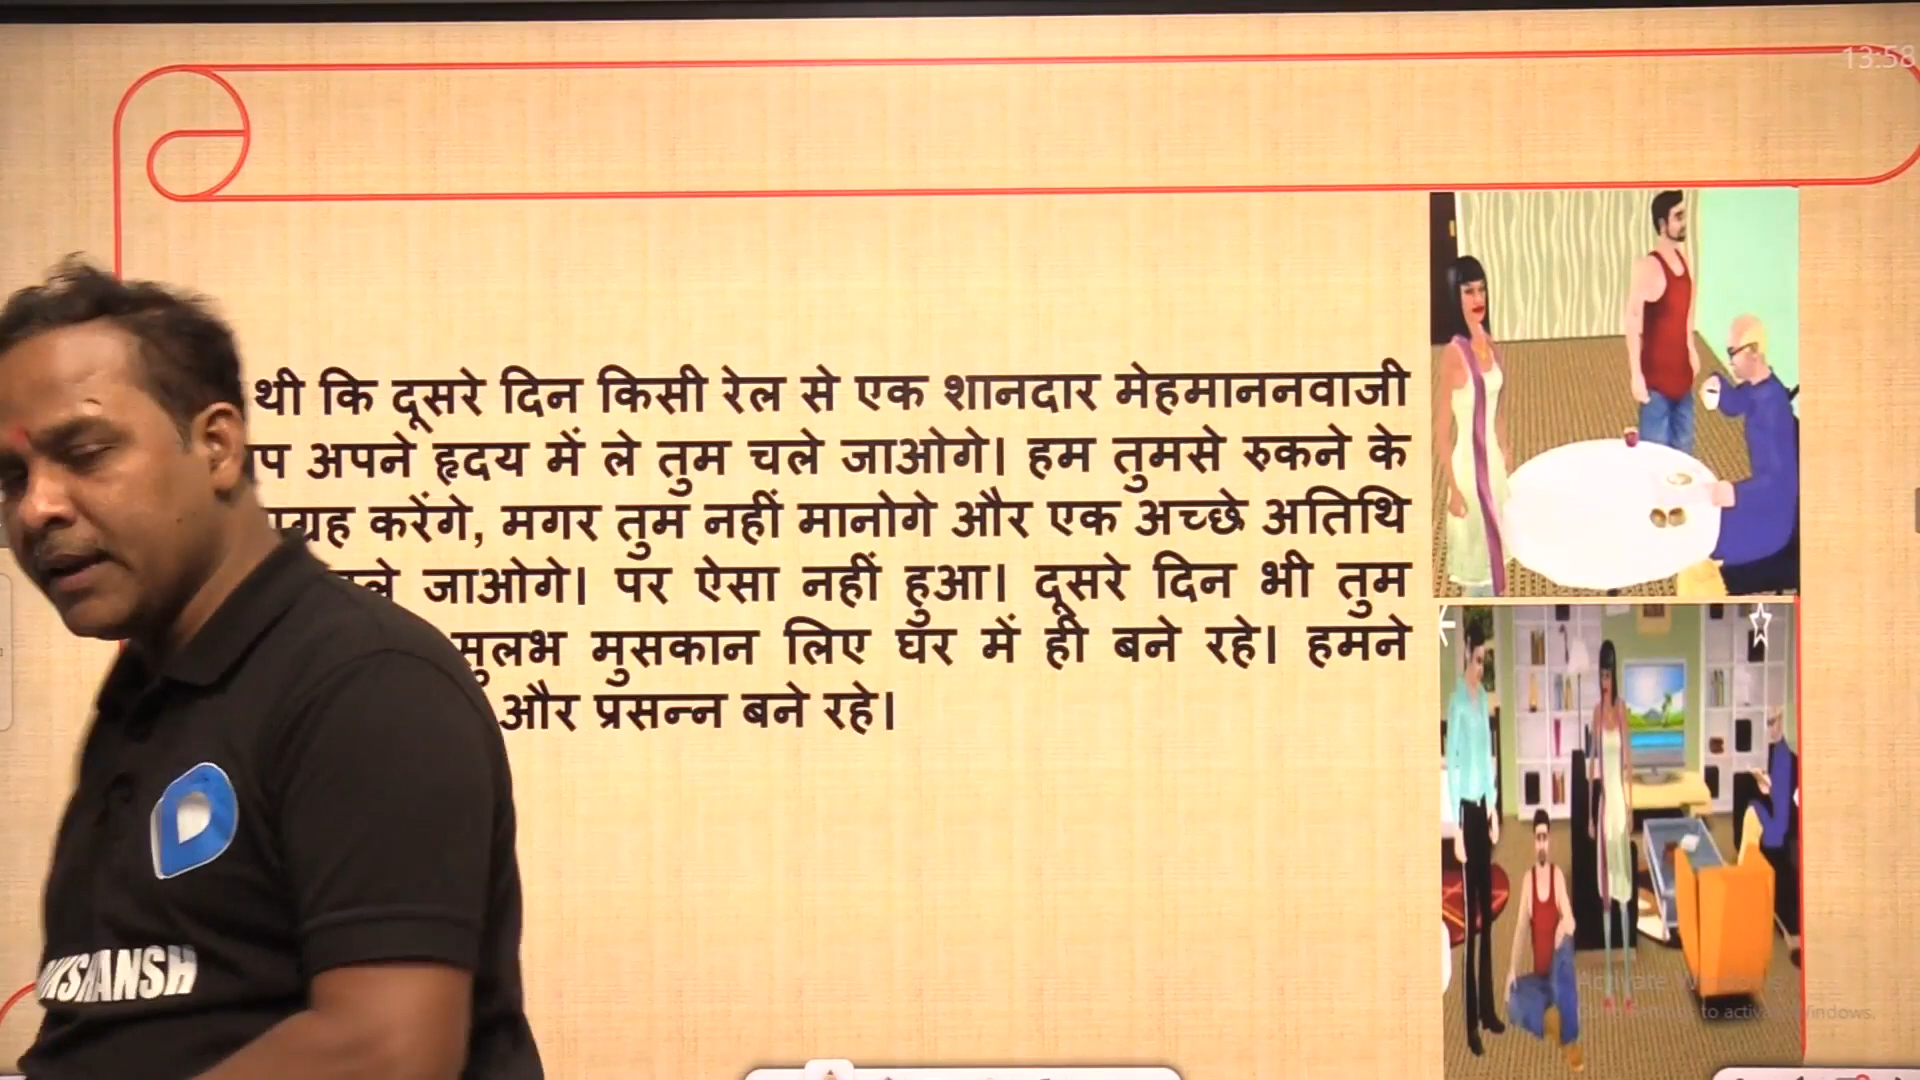 13:58
थी कि दूसरे दिन किसी रेल से एक शानदार मेहमाननवाजी
अपने हृदय में ले तुम चले जाओगे। हम तुमसे रुकने के
करेंगे, मगर तुम नहीं मानोगे और एक अच्छे अतिथि
जाओगे। पर ऐसा नहीं हुआ। दूसरे दिन भी तुम
सुलभ मुसकान लिए घर में ही बने रहे। हमने
और प्रसन्न बने रहे।